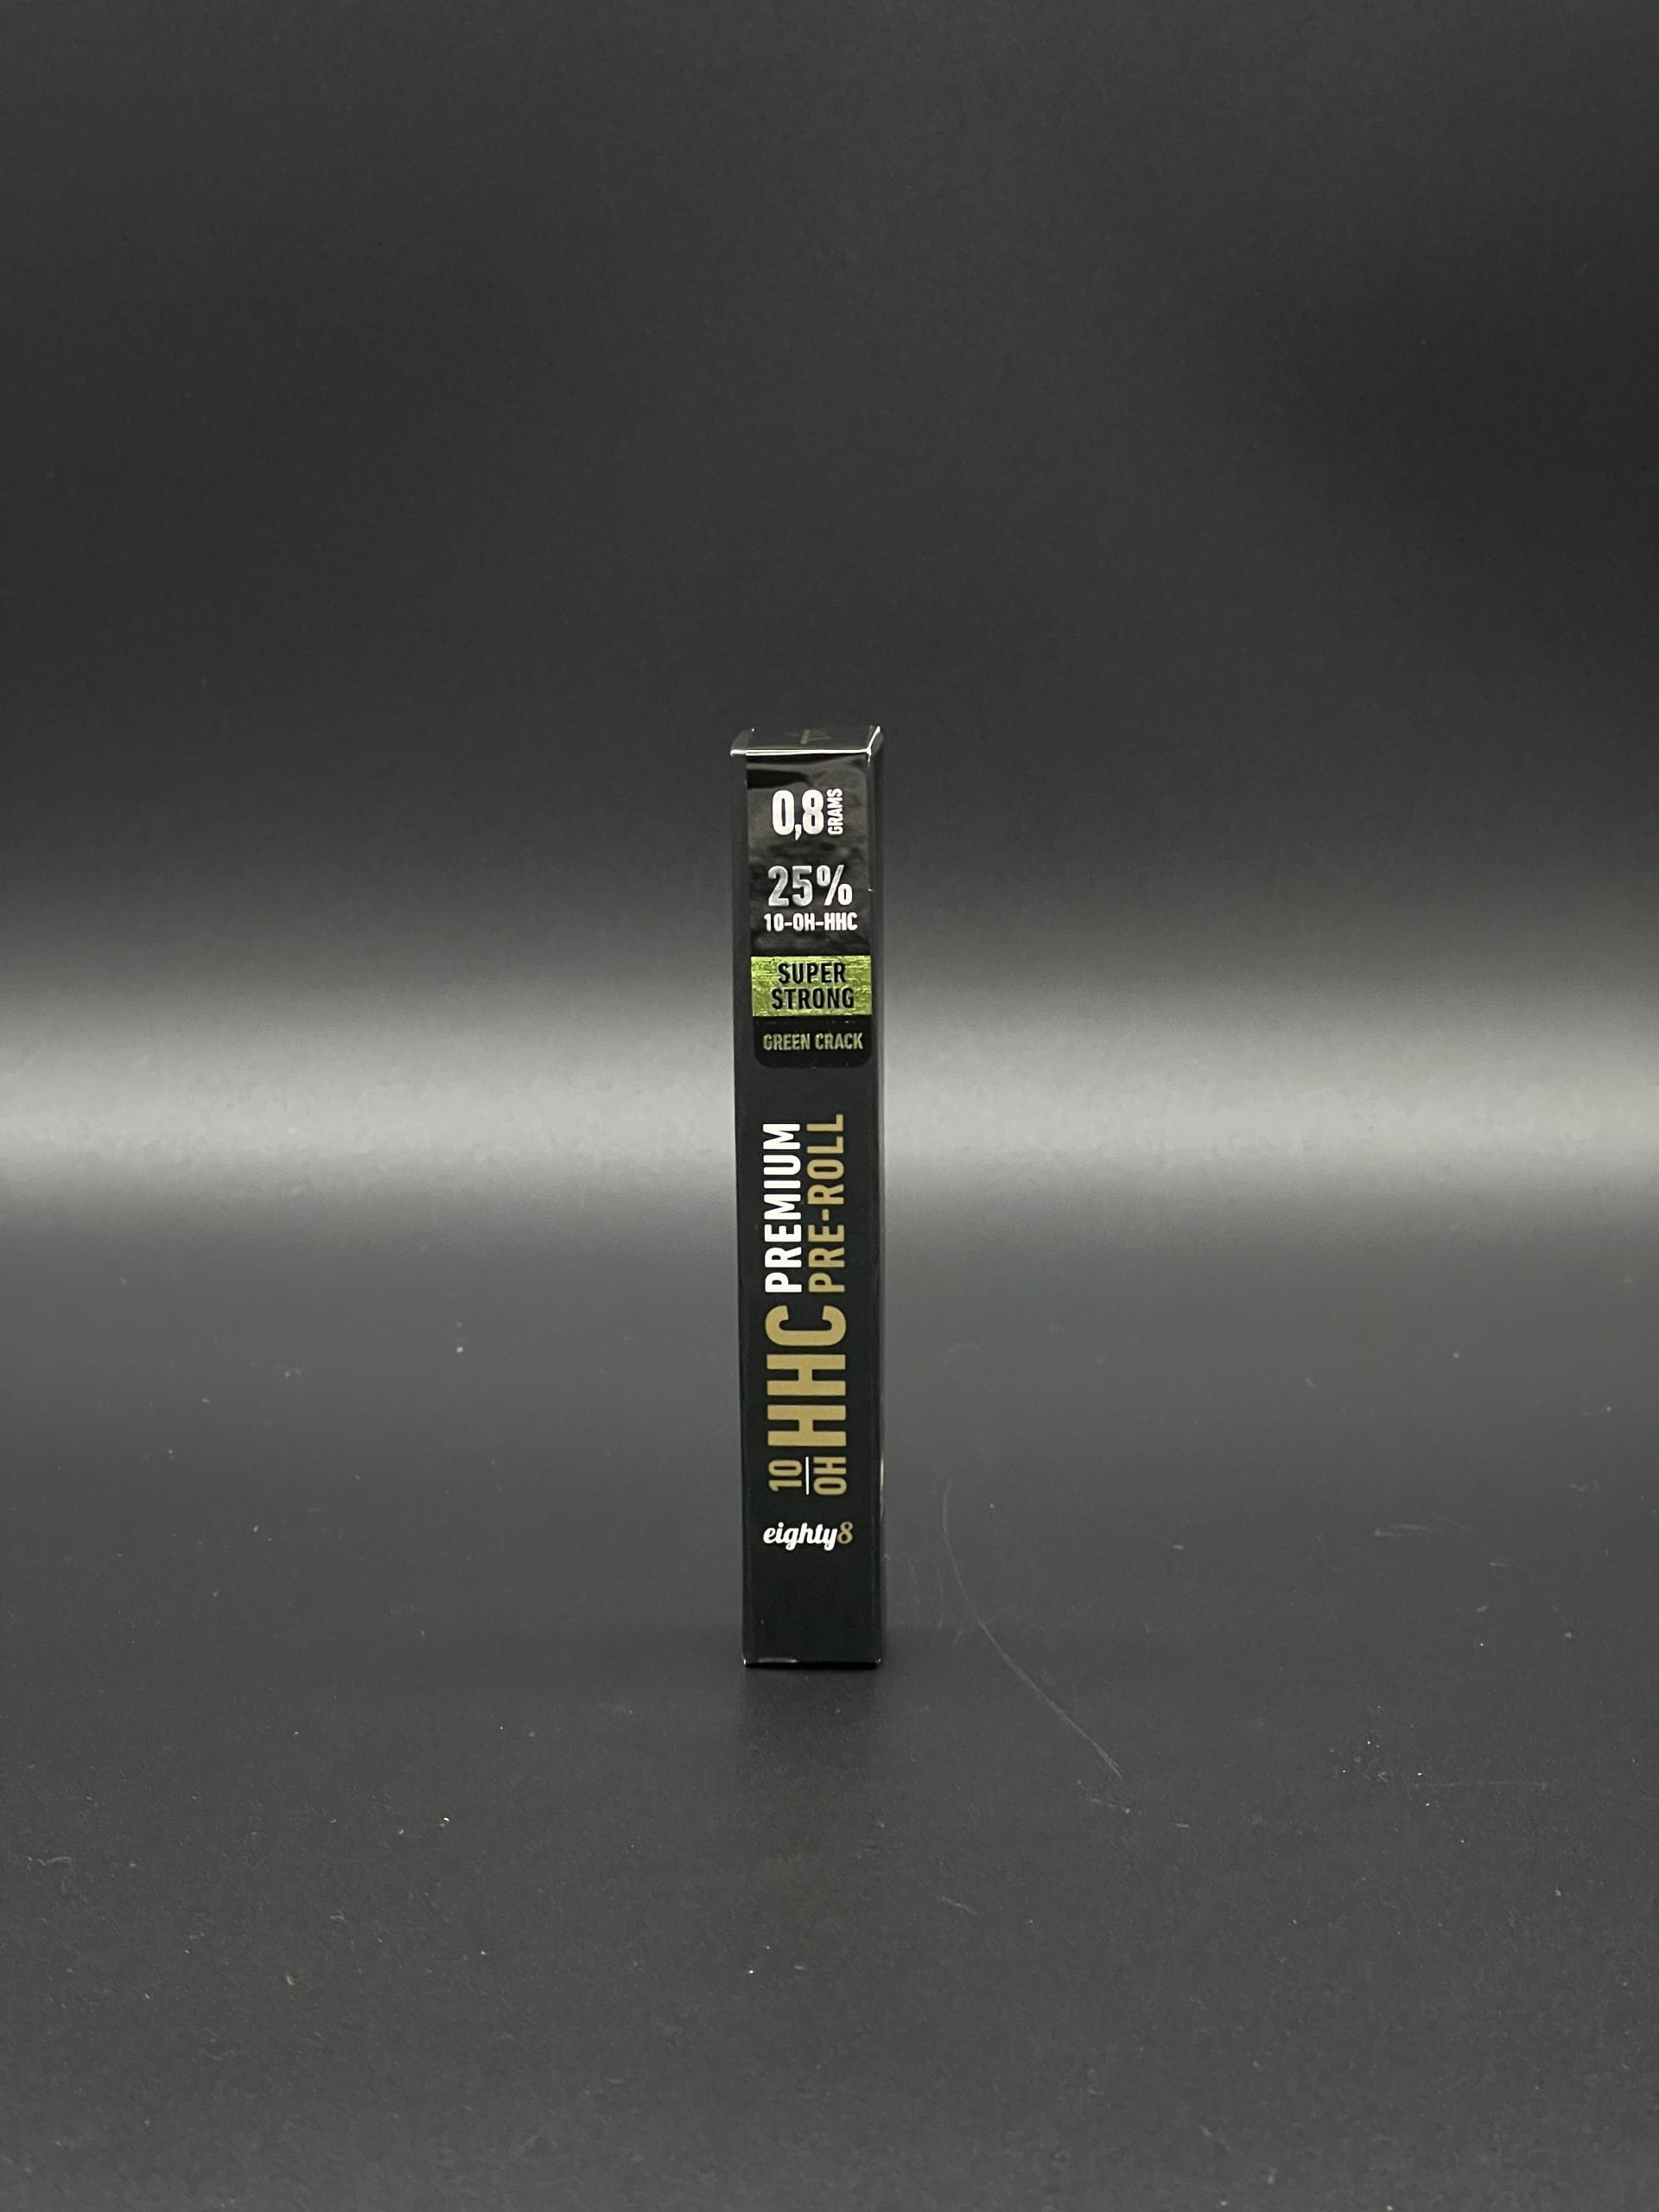 0,8 GRAMS
25%
10-OH-HHC
SUPER
STRONG
GREEN CRACK
PREMIUM
PRE-ROLL
10
OH
HHC
eighty8